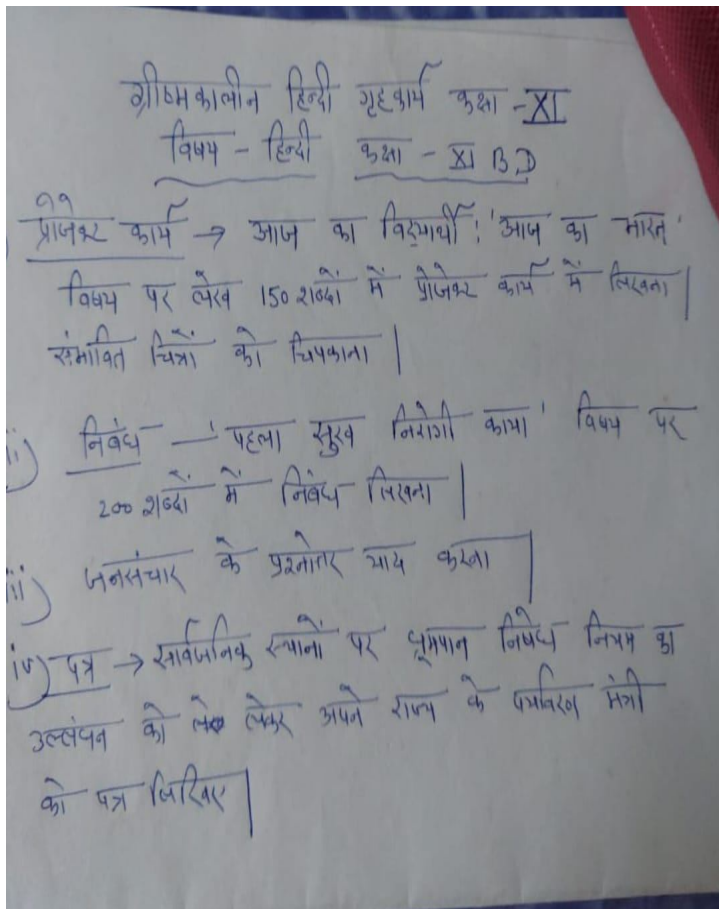 ग्रीष्मकालीन हिन्दी गृहकार्य कक्षा - XI
विषय - हिन्दी कक्षा - XI B,D
प्रोजेक्ट कार्य → आज का विद्यार्थी ! 'आज का भारत'
विषय पर लेख 150 शब्दों में प्रोजेक्ट कार्य में लिखना |
संभावित चित्रों को चिपकाना |
ii) निबंध — 'पहला सुख निरोगी काया' विषय पर
200 शब्दों में निबंध लिखना |
iii) जनसंचार के प्रश्नोतर याद करना |
iv) पत्र → सार्वजनिक स्थानों पर धूम्रपान निषेध नियम का
उल्लंघन को लेकर अपने राज्य के पर्यावरण मंत्री
को पत्र लिखिए |